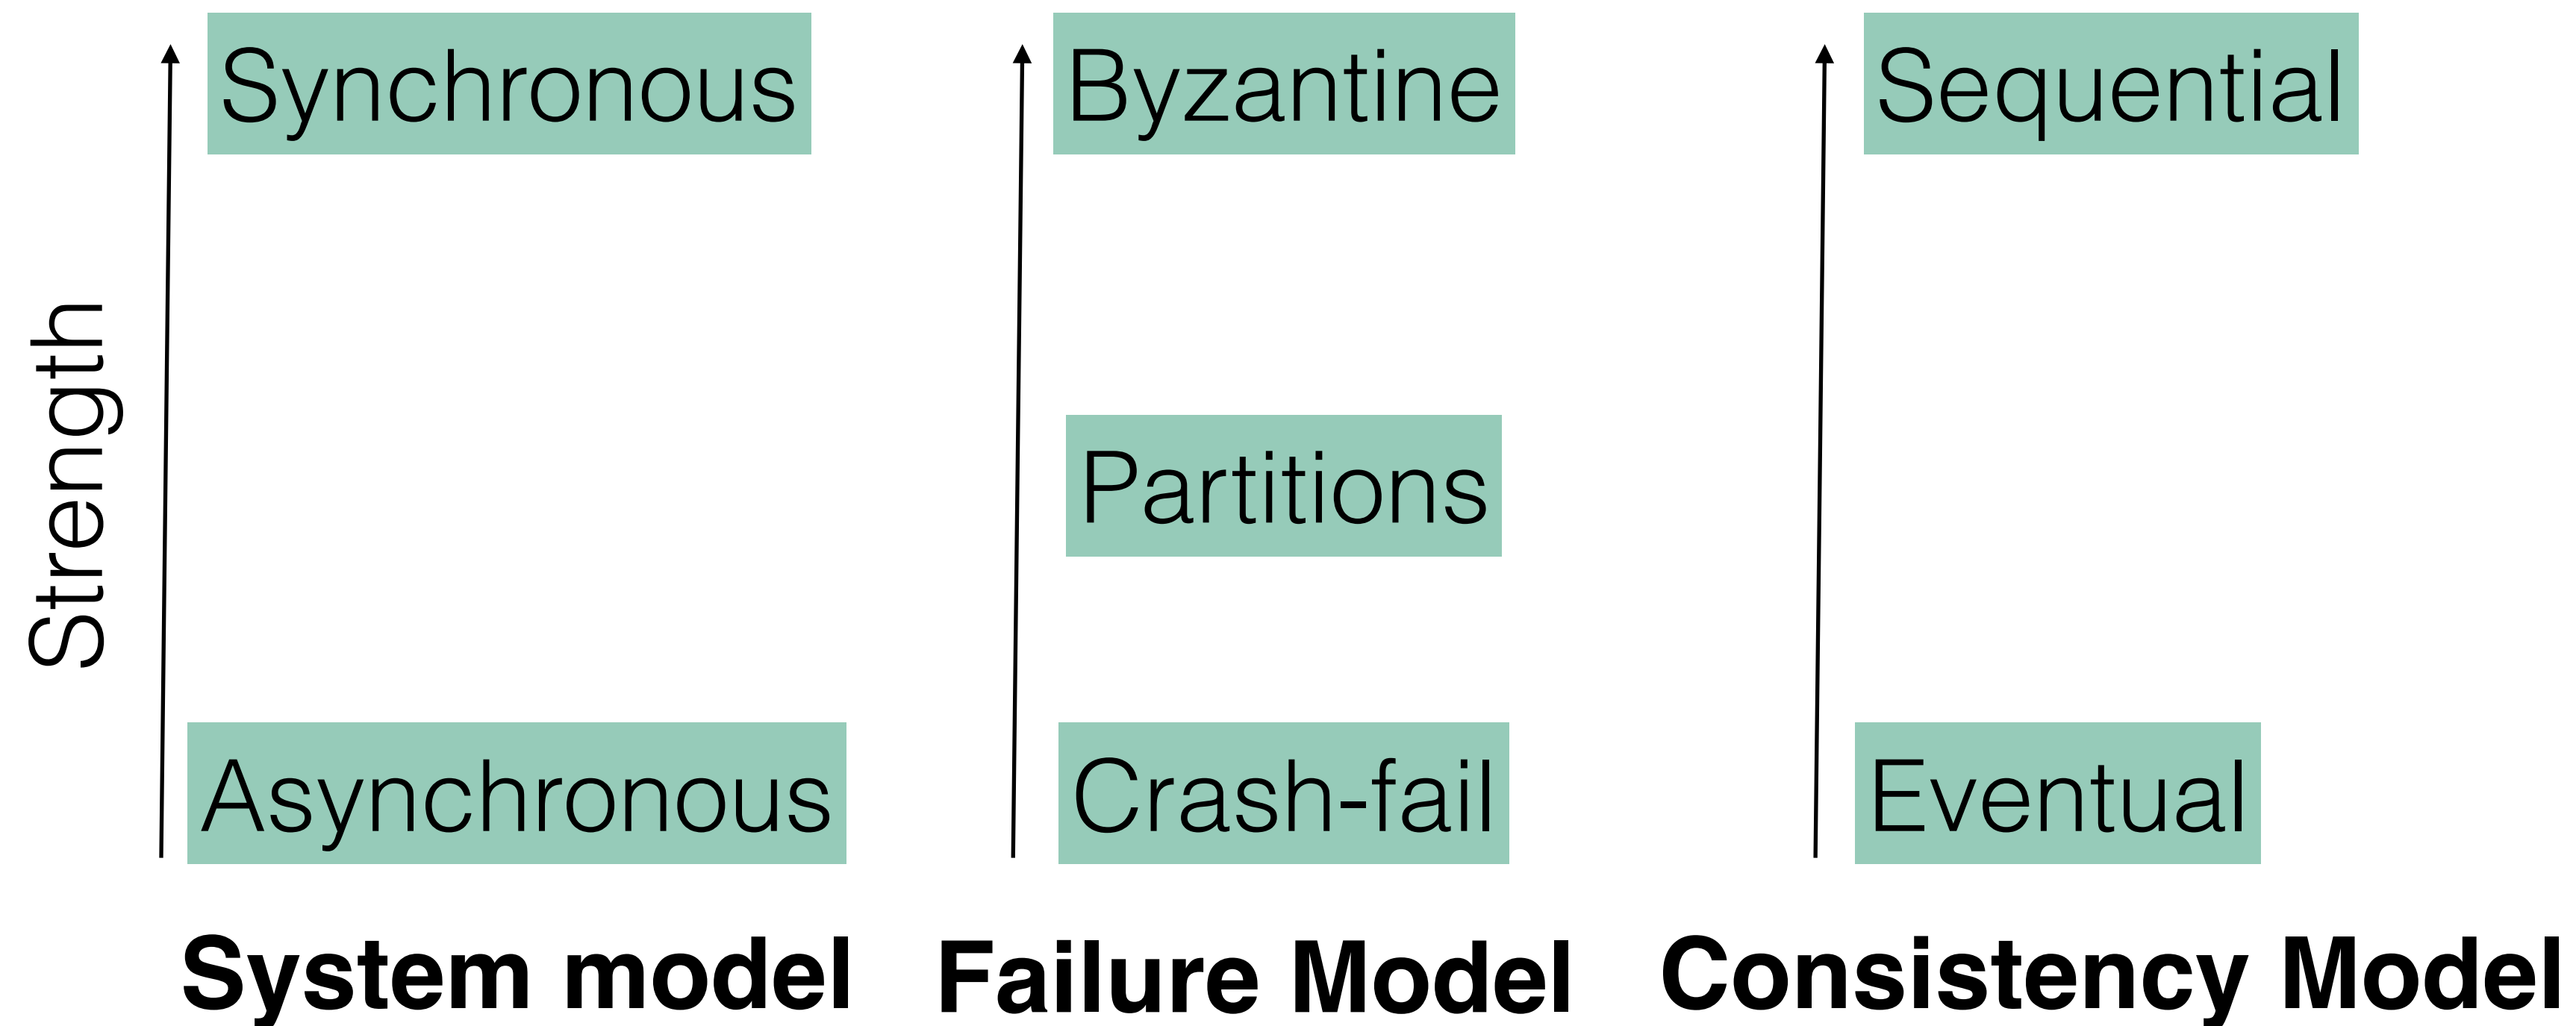 Strength
Synchronous
Asynchronous
System model
Byzantine
Partitions
Crash-fail
Failure Model
Sequential
Eventual
Consistency Model